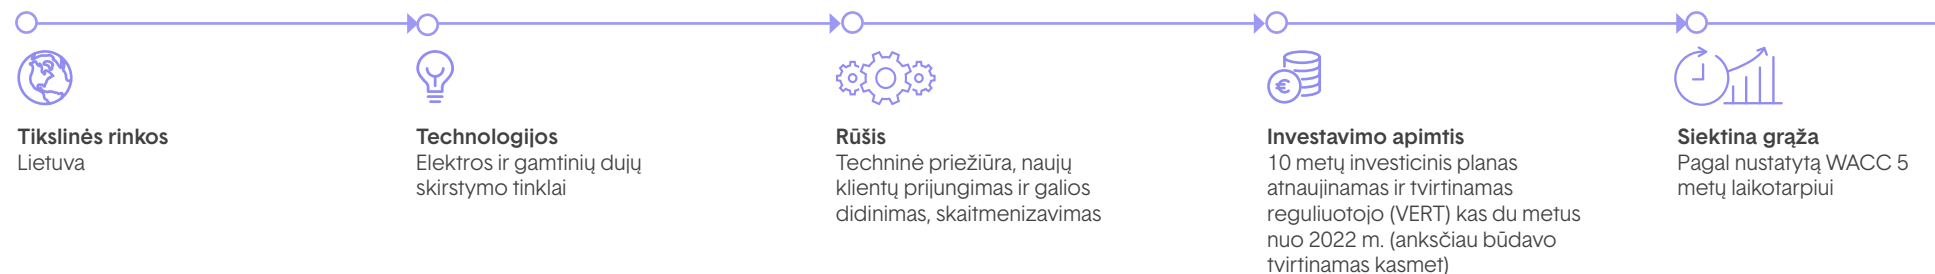 Tikslinės rinkos
Lietuva
Technologijos
Elektros ir gamtinių dujų
skirstymo tinklai
Rūšis
Techninė priežiūra, naujų
klientų prijungimas ir galios
didinimas, skaitmenizavimas
Investavimo apimtis
10 metų investicinis planas
atnaujinamas ir tvirtinamas
reguliuotojo (VERT) kas du metus
nuo 2022 m. (anksčiau būdavo
tvirtinamas kasmet)
Siektina grąža
Pagal nustatytą WACC 5
metų laikotarpiui